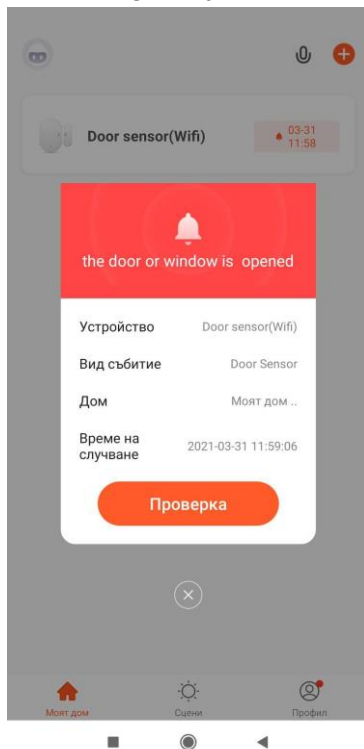 Door sensor(Wifi)
03-31
11:58
the door or window is opened
Устройство Door sensor(Wifi)
Вид събитие Door Sensor
Дом Моят дом ..
Време на
случване 2021-03-31 11:59:06
Проверка
Моят дом Сцени Профил